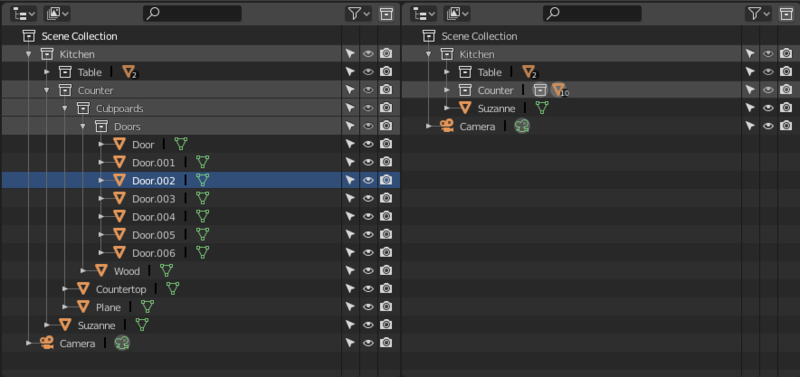 Scene Collection
Kitchen
Table 2
Counter
Cubpoards
Doors
Door
Door.001
Door.002
Door.003
Door.004
Door.005
Door.006
Wood
Countertop
Plane
Suzanne
Camera
Scene Collection
Kitchen
Table 2
Counter 10
Suzanne
Camera